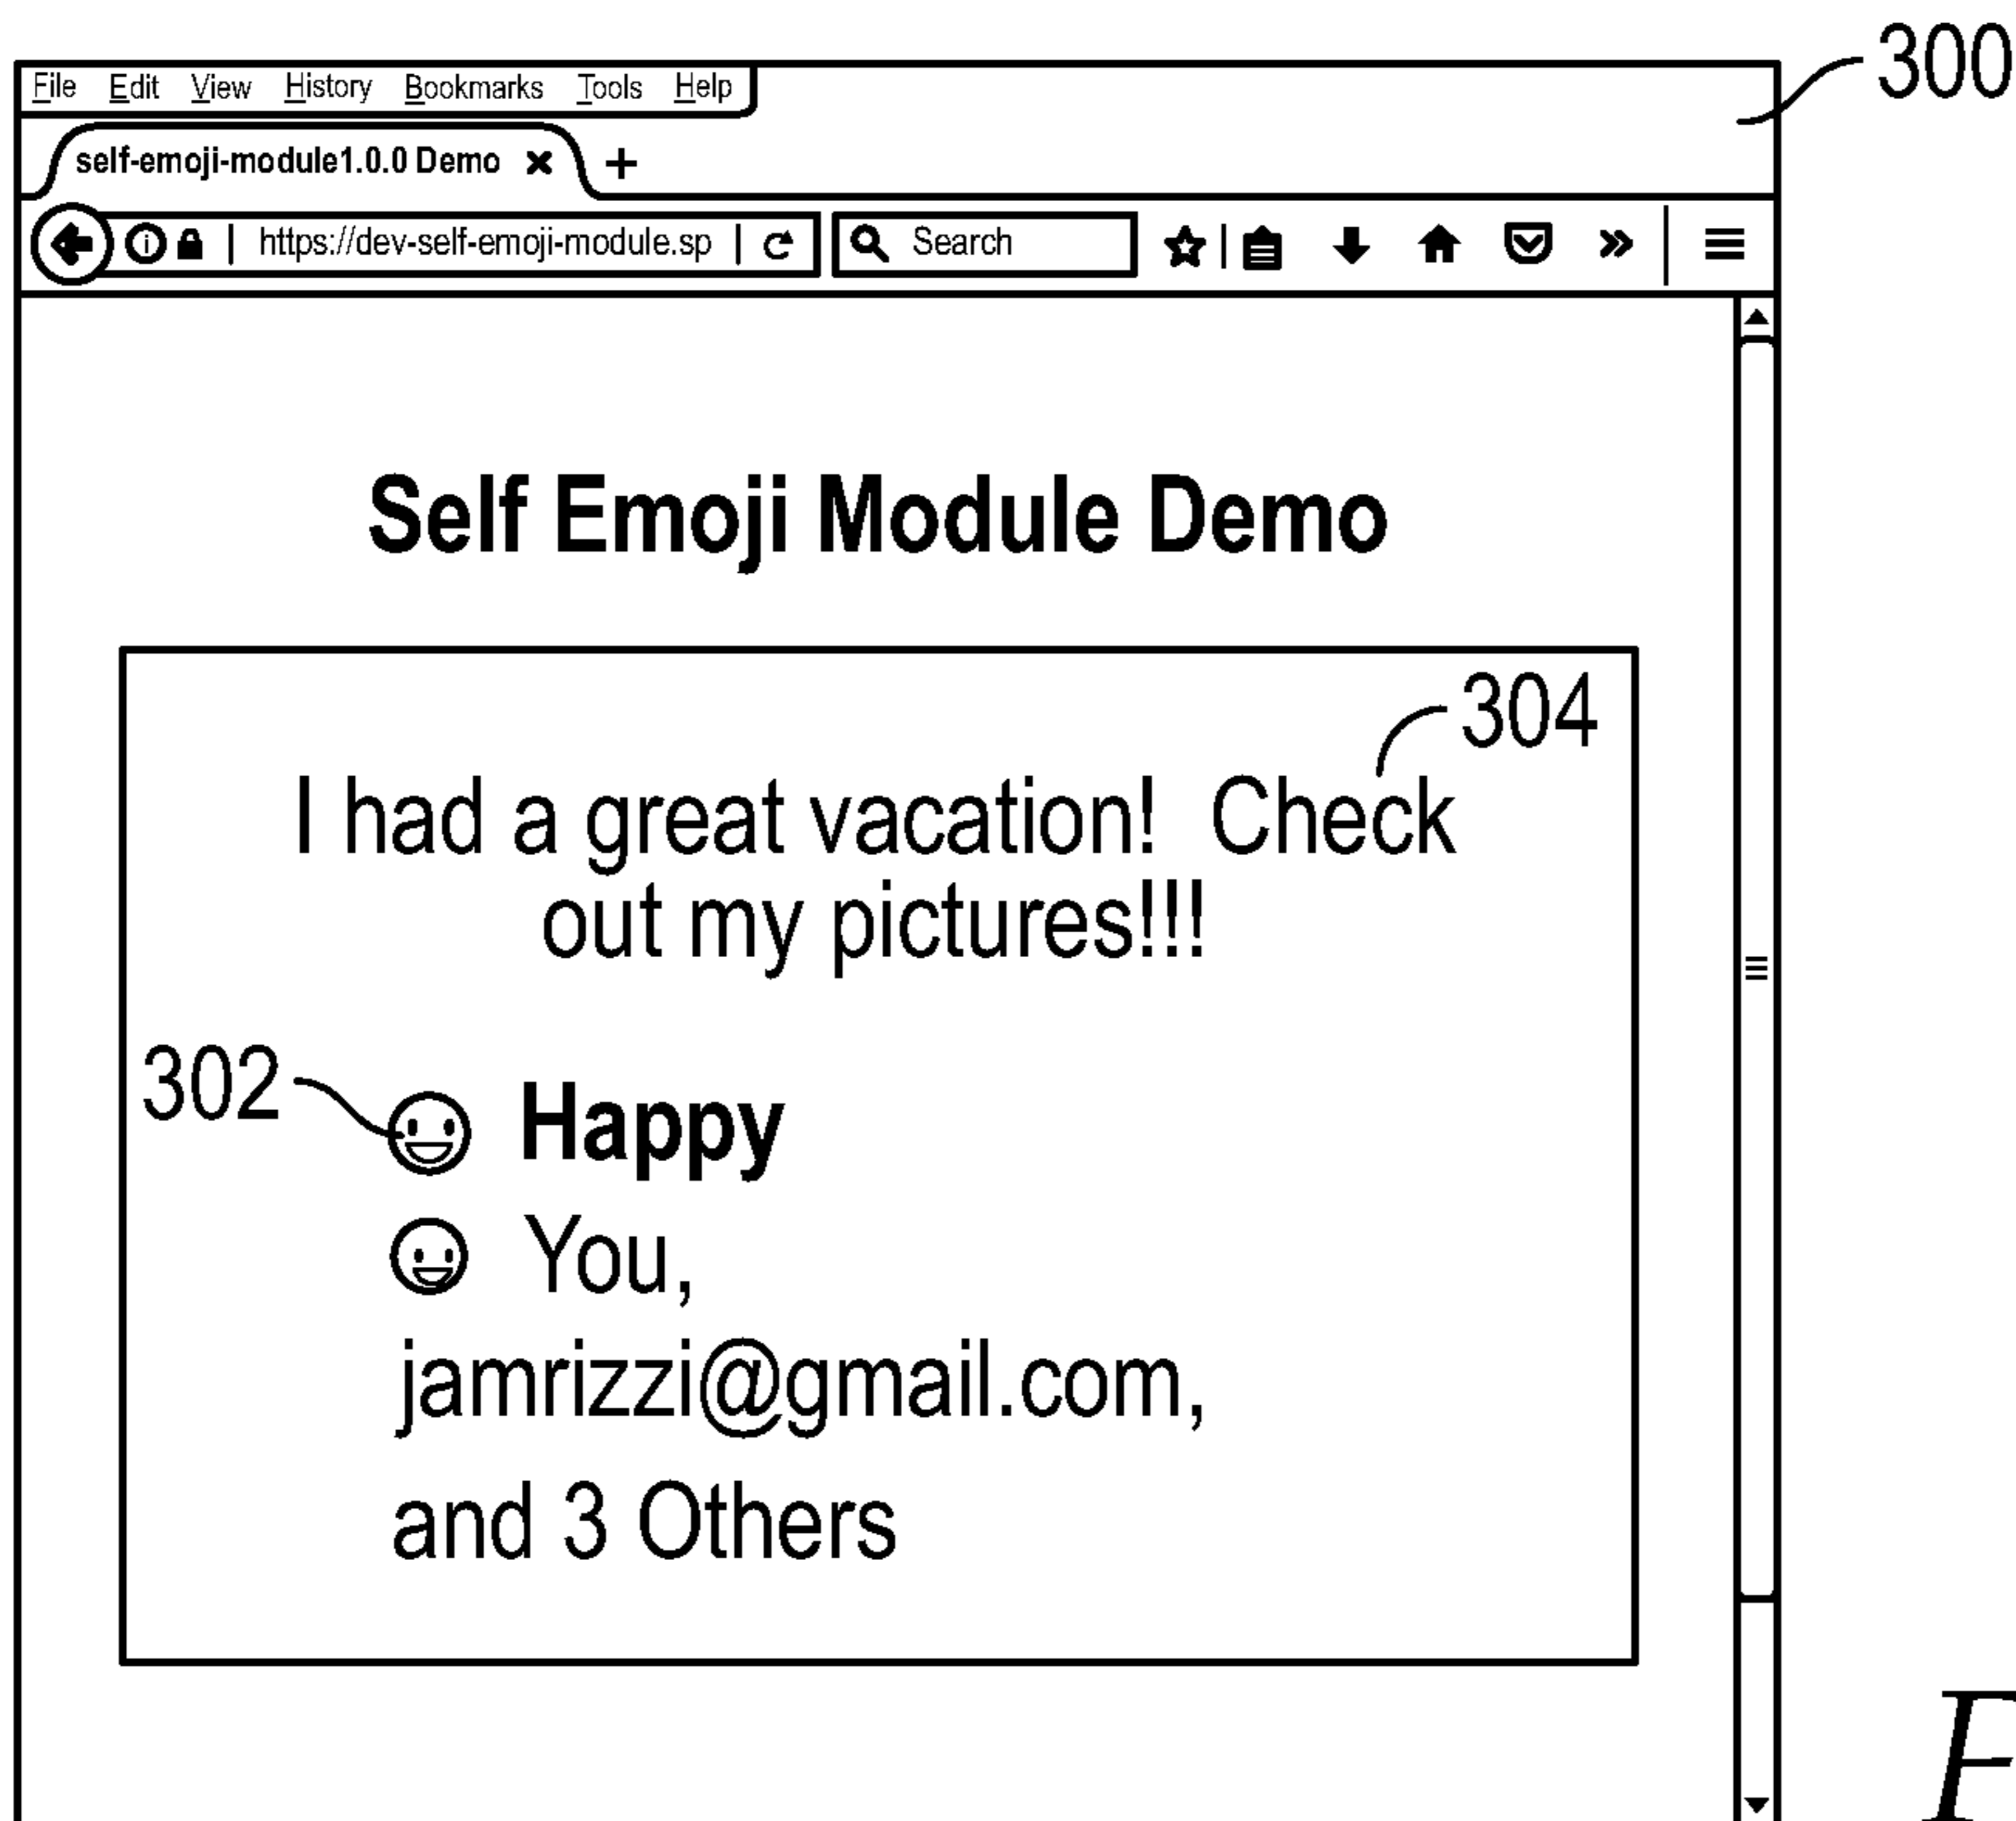 300
File Edit View History Bookmarks Tools Help
self-emoji-module1.0.0 Demo
https://dev-self-emoji-module.sp Search
Self Emoji Module Demo
304
I had a great vacation! Check
out my pictures!!!
302
Happy
You,
jamrizzi@gmail.com,
and 3 Others
F